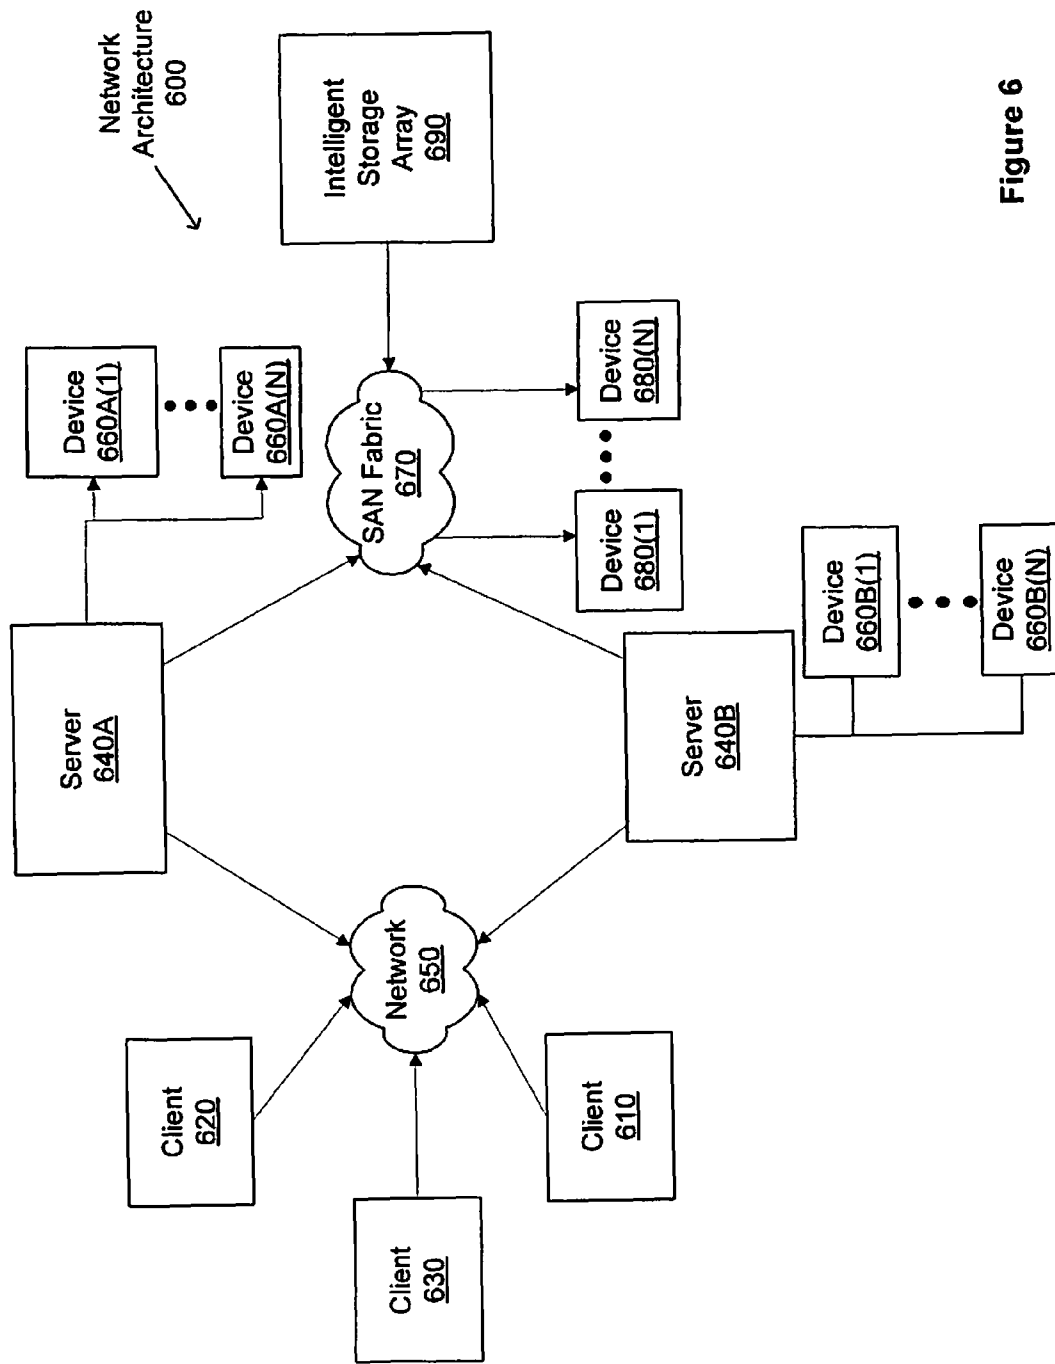 Network
Architecture
600
Client
620
Client
630
Client
610
Network
650
Server
640A
Server
640B
Device
660A(1)
Device
660A(N)
SAN Fabric
670
Intelligent
Storage
Array
690
Device
680(1)
Device
680(N)
Device
660B(1)
Device
660B(N)
Figure 6